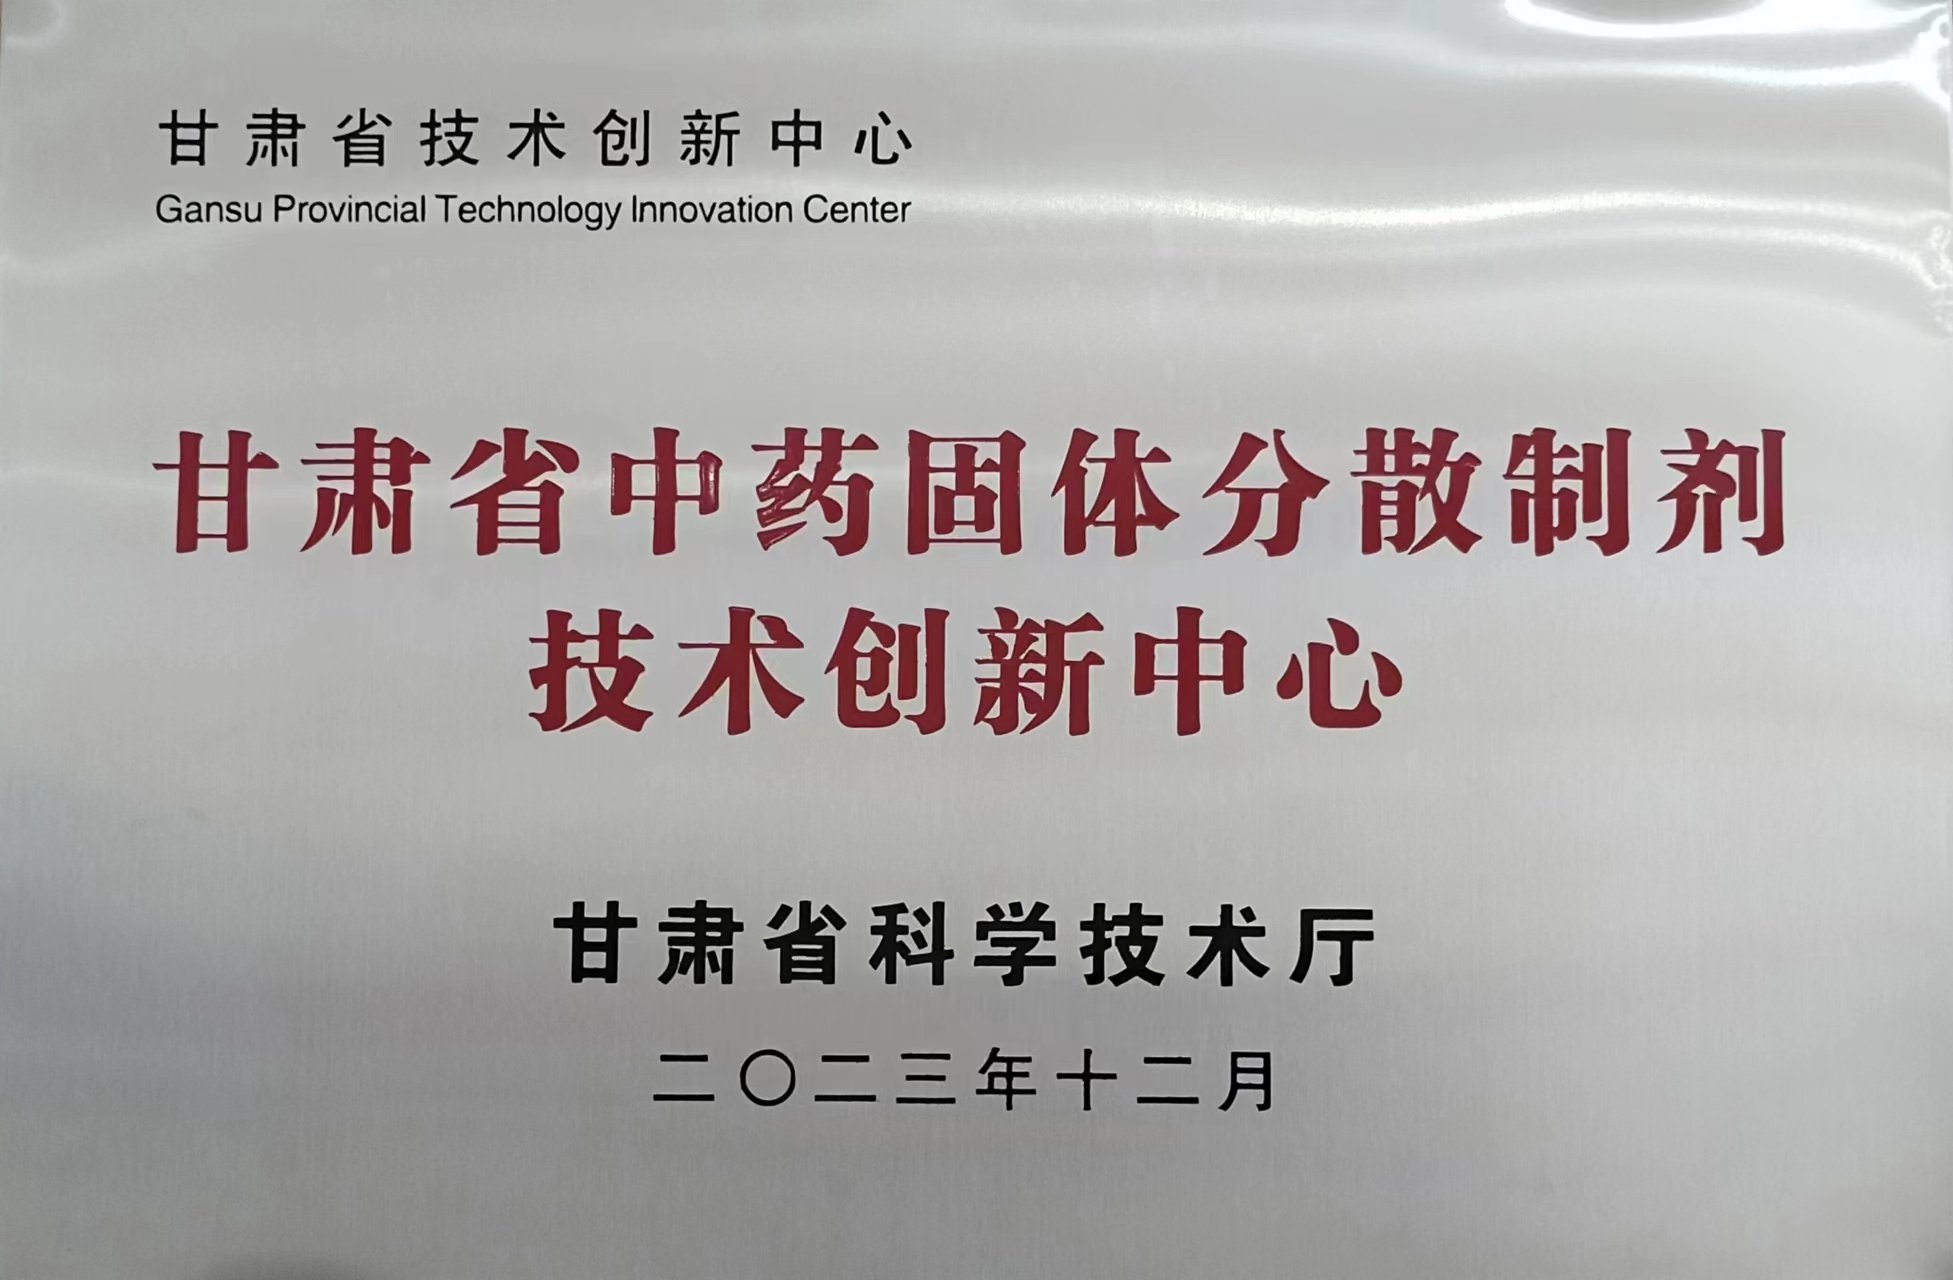 甘肃省技术创新中心
Gansu Provincial Technology Innovation Center
甘肃省中药固体分散制剂
技术创新中心
甘肃省科学技术厅
二〇二三年十二月